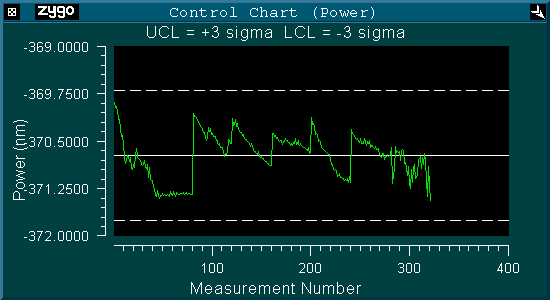 zygo Control Chart (Power)
UCL = +3 sigma LCL = -3 sigma
-369.0000
-369.7500
-370.5000
-371.2500
-372.0000
Power (nm)
100 200 300 400
Measurement Number